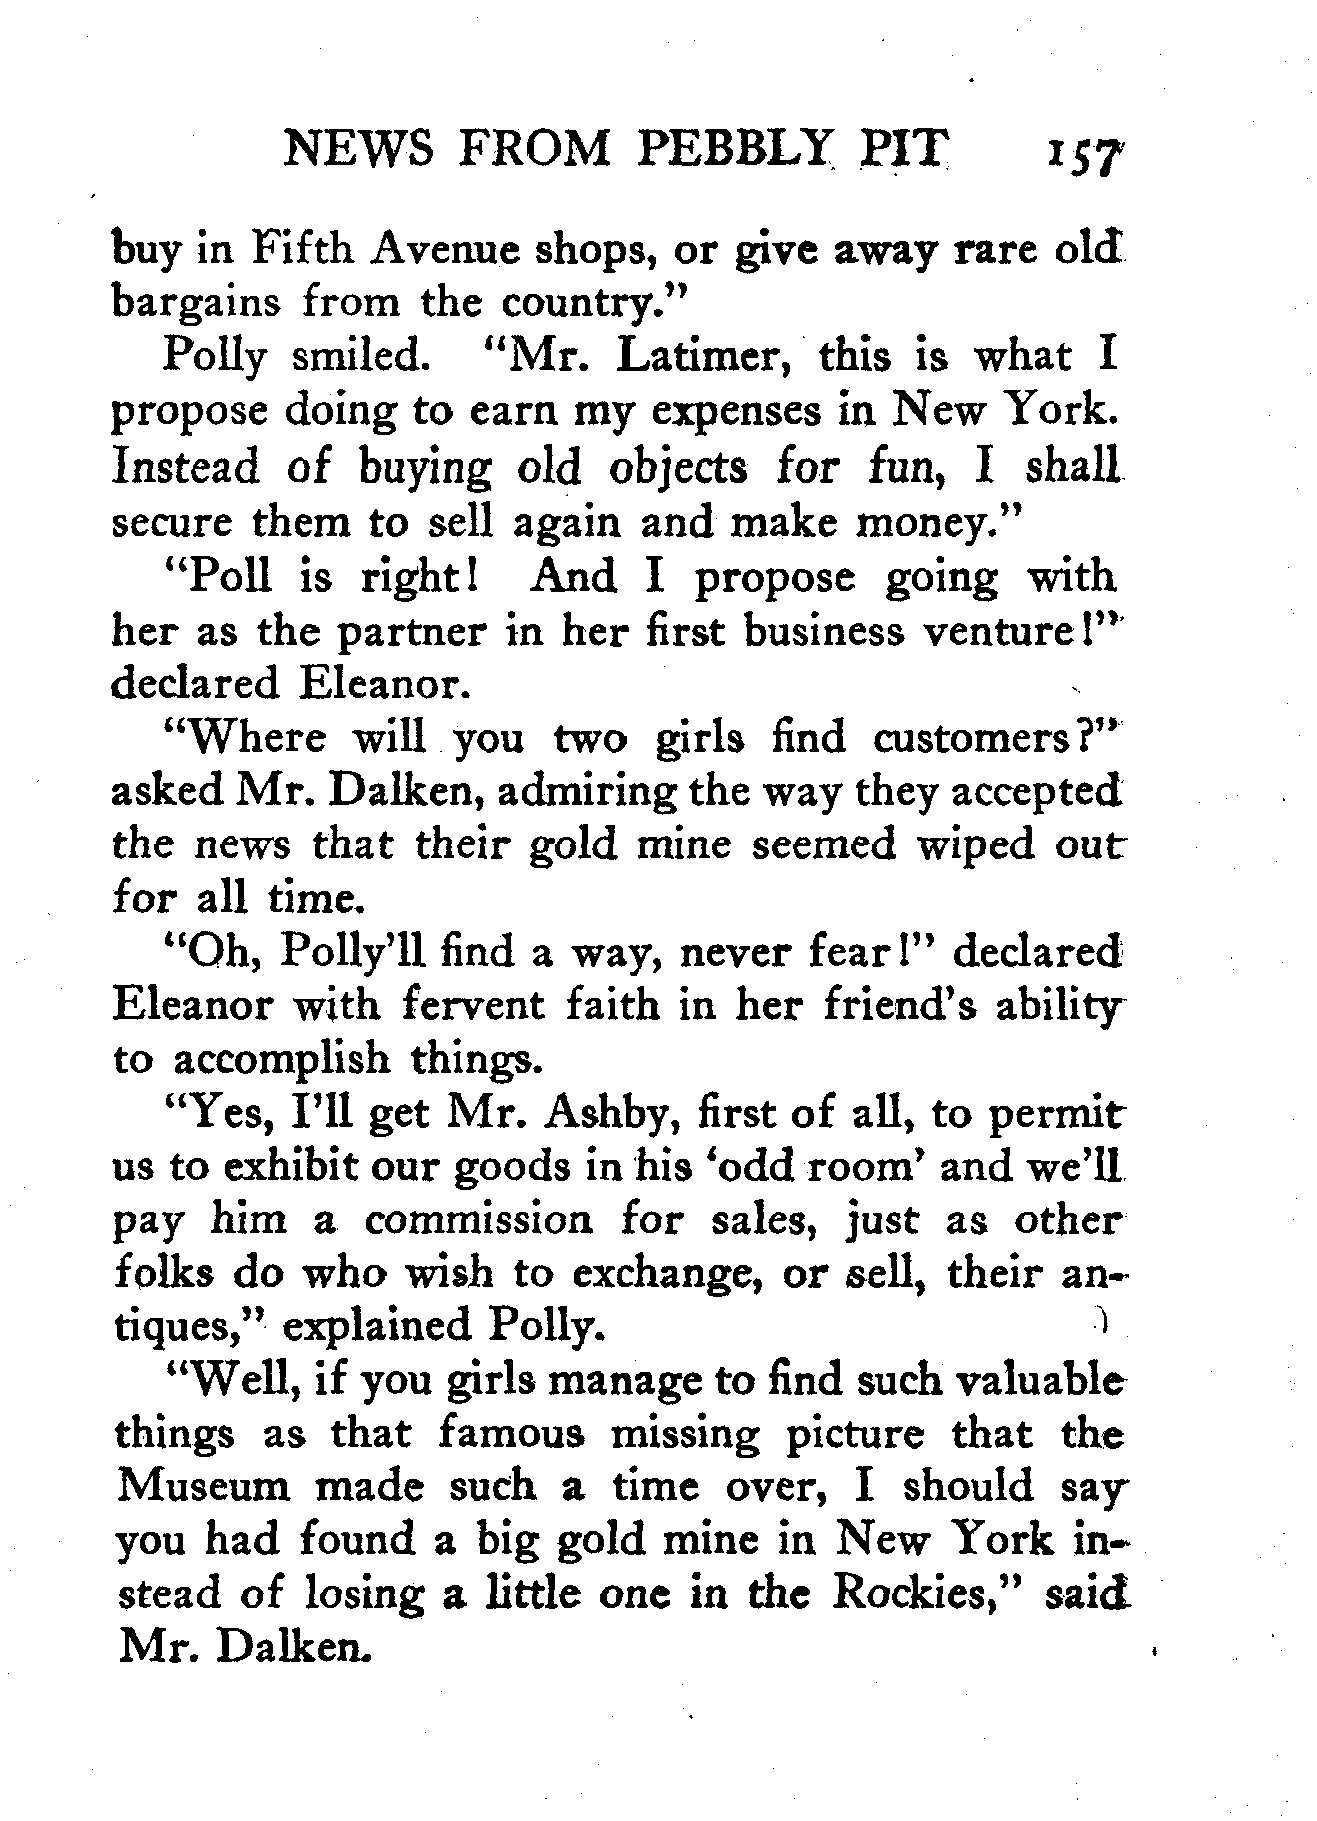 NEWS FROM PEBBLY PIT 157
buy in Fifth Avenue shops, or give away rare old
bargains from the country."
Polly smiled. "Mr. Latimer, this is what I
propose doing to earn my expenses in New York.
Instead of buying old objects for fun, I shall
secure them to sell again and make money."
"Poll is right! And I propose going with
her as the partner in her first business venture!"
declared Eleanor.
"Where will you two girls find customers?"
asked Mr. Dalken, admiring the way they accepted
the news that their gold mine seemed wiped out
for all time.
"Oh, Polly'll find a way, never fear!" declared
Eleanor with fervent faith in her friend's ability
to accomplish things.
"Yes, I'll get Mr. Ashby, first of all, to permit
us to exhibit our goods in his 'odd room' and we'll
pay him a commission for sales, just as other
folks do who wish to exchange, or sell, their an-
tiques," explained Polly.
"Well, if you girls manage to find such valuable
things as that famous missing picture that the
Museum made such a time over, I should say
you had found a big gold mine in New York in-
stead of losing a little one in the Rockies," said
Mr. Dalken.